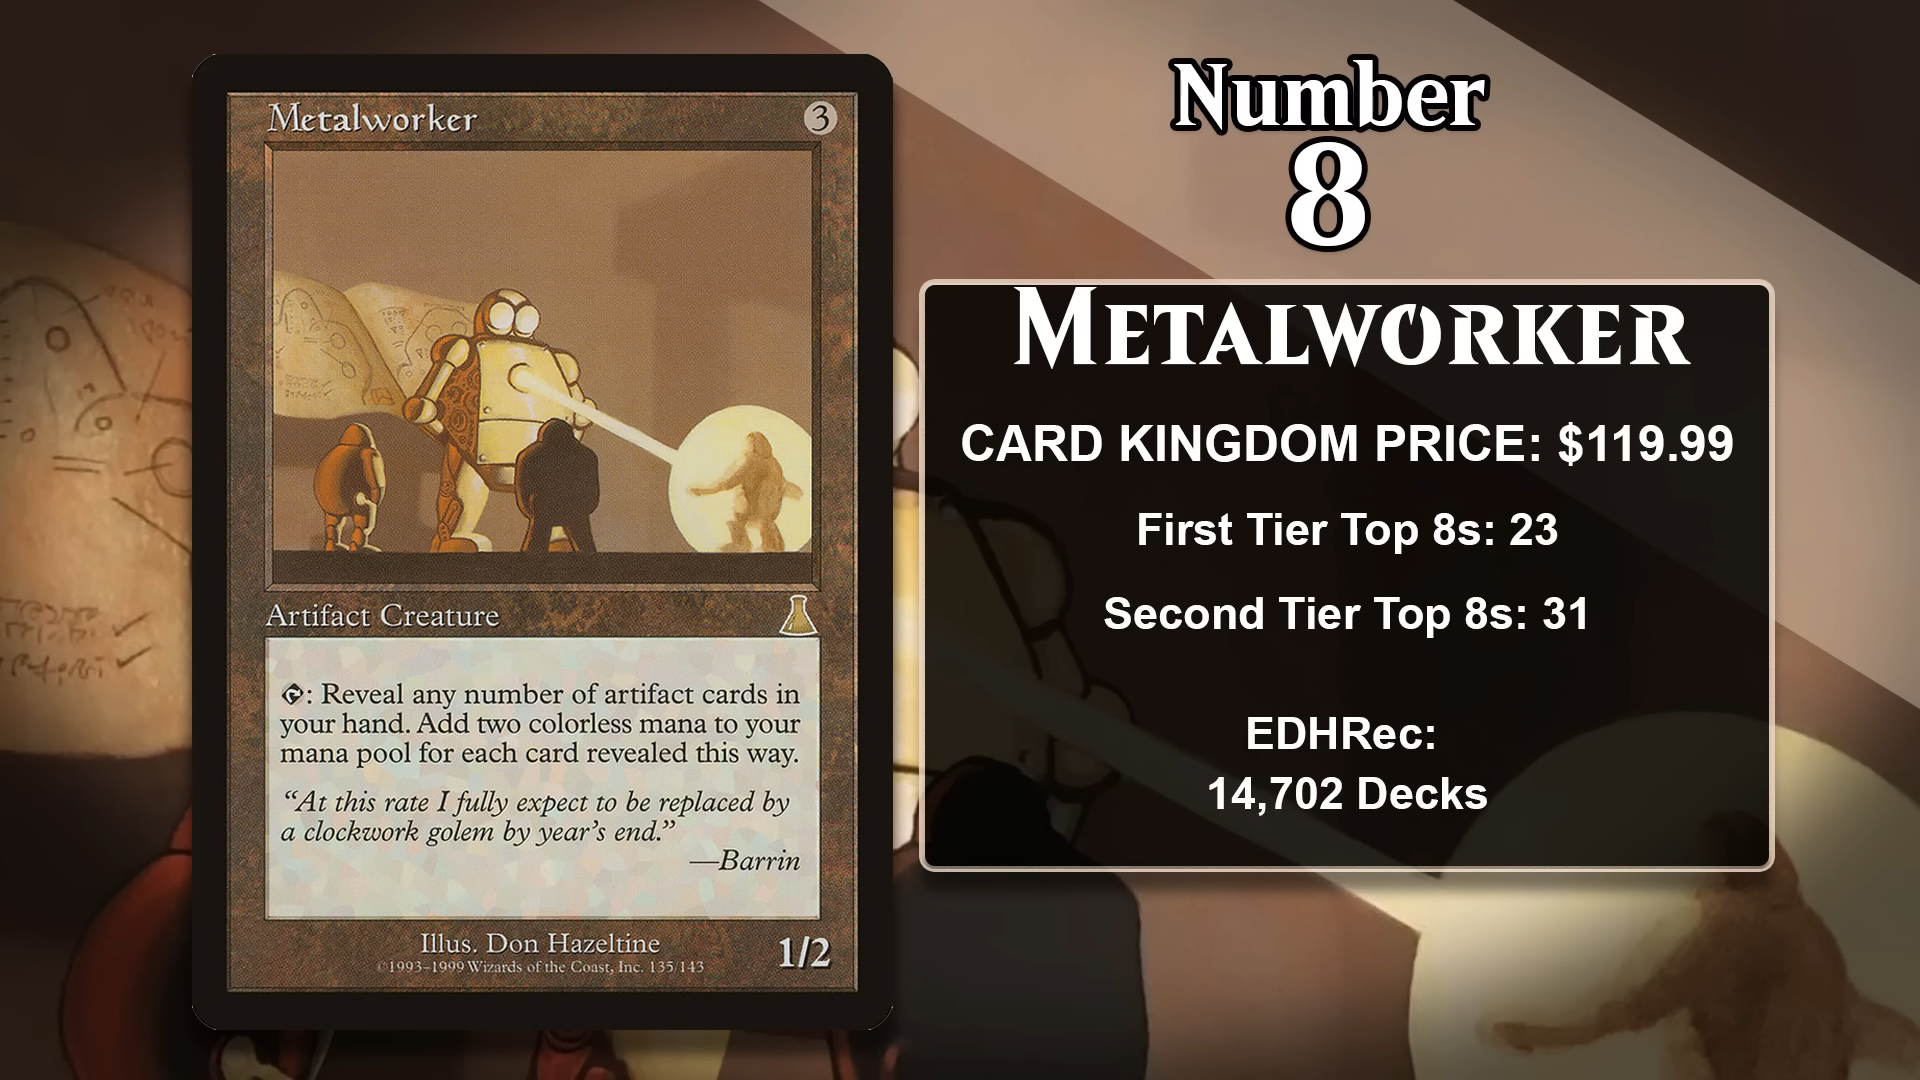 Metalworker
3
Artifact Creature
: Reveal any number of artifact cards in
your hand. Add two colorless mana to your
mana pool for each card revealed this way.
“At this rate I fully expect to be replaced by
a clockwork golem by year’s end.”
—Barrin
Illus. Don Hazeltine
©1993–1999 Wizards of the Coast, Inc. 135/143
1/2
Number
8
METALWORKER
CARD KINGDOM PRICE: $119.99
First Tier Top 8s: 23
Second Tier Top 8s: 31
EDHRec:
14,702 Decks